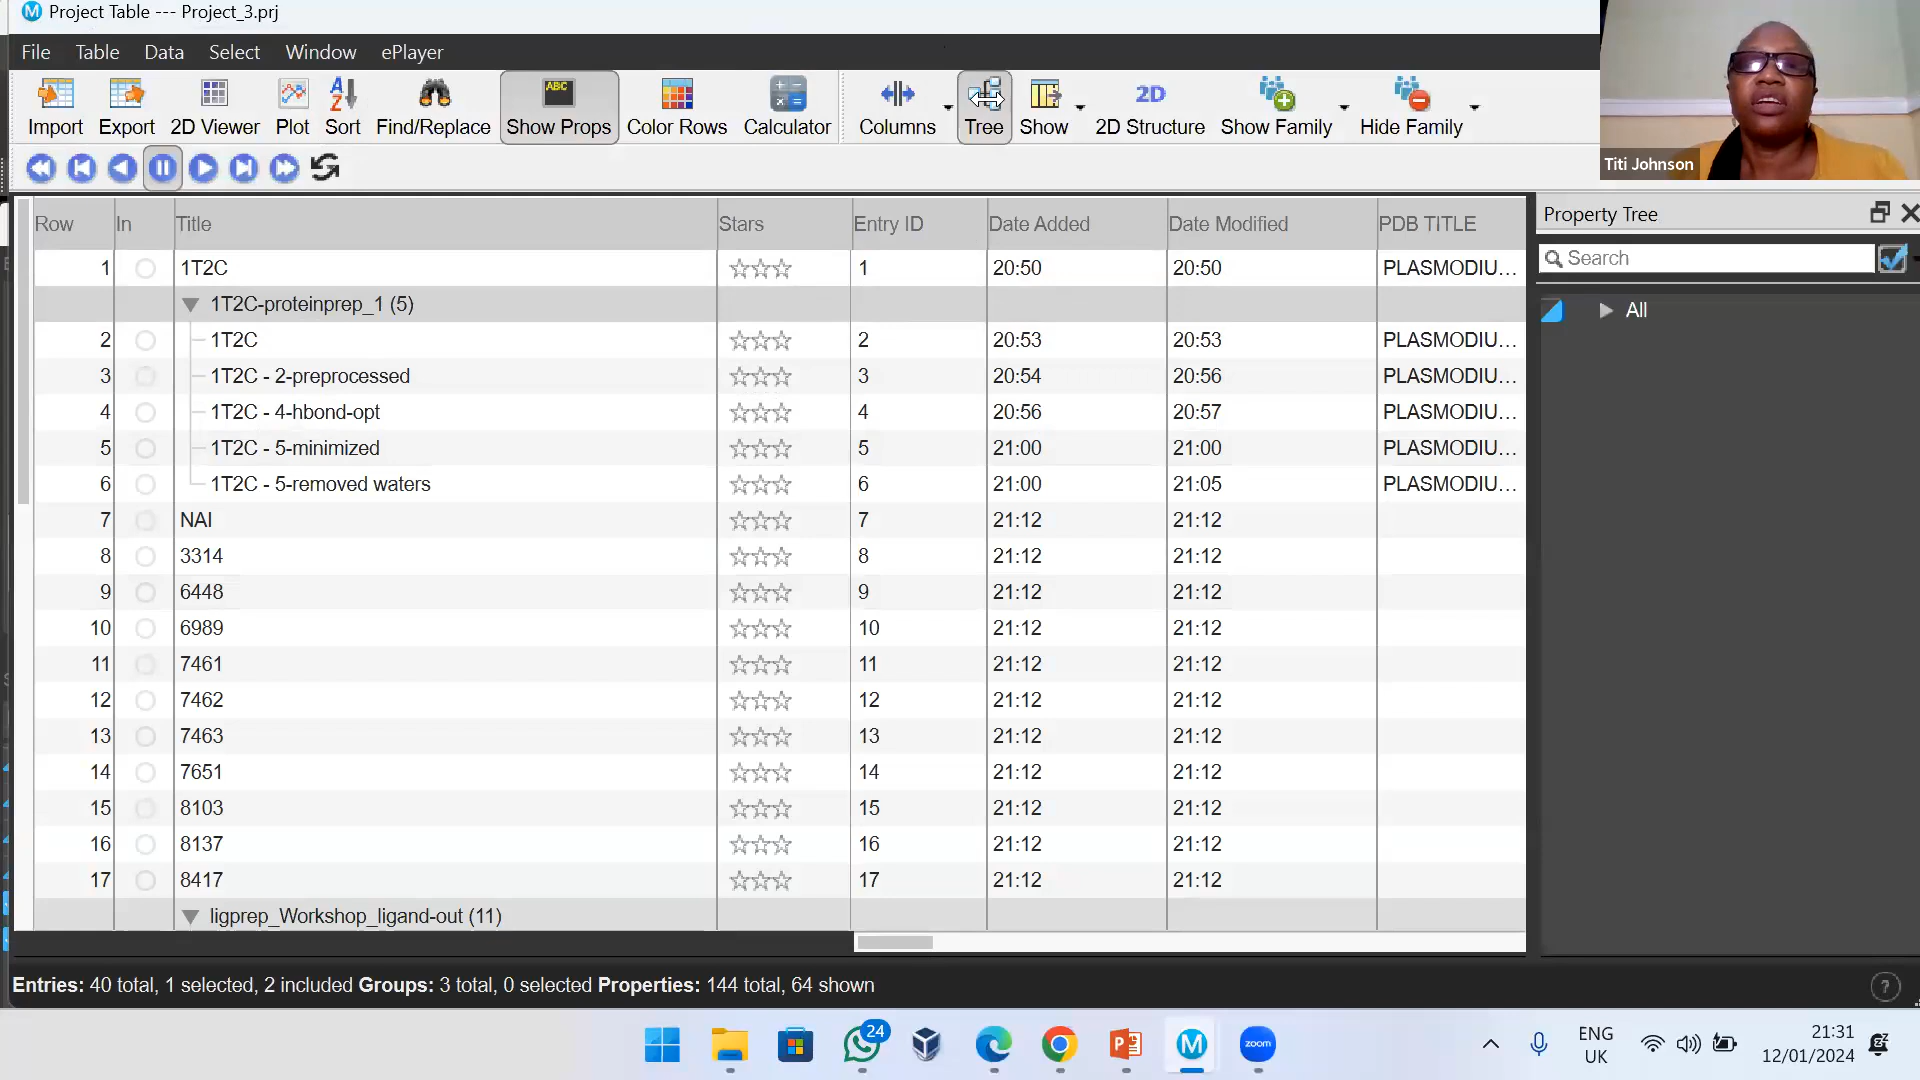 Project Table --- Project_3.prj
File Table Data Select Window ePlayer
Import Export 2D Viewer Plot Sort Find/Replace Show Props Color Rows Calculator Columns Tree Show 2D Structure Show Family Hide Family
Titi Johnson
Row In Title Stars Entry ID Date Added Date Modified PDB TITLE
1 1T2C 1 20:50 20:50 PLASMODIU...
1T2C-proteinprep_1 (5)
2 1T2C 2 20:53 20:53 PLASMODIU...
3 1T2C - 2-preprocessed 3 20:54 20:56 PLASMODIU...
4 1T2C - 4-hbond-opt 4 20:56 20:57 PLASMODIU...
5 1T2C - 5-minimized 5 21:00 21:00 PLASMODIU...
6 1T2C - 5-removed waters 6 21:00 21:05 PLASMODIU...
7 NAI 7 21:12 21:12
8 3314 8 21:12 21:12
9 6448 9 21:12 21:12
10 6989 10 21:12 21:12
11 7461 11 21:12 21:12
12 7462 12 21:12 21:12
13 7463 13 21:12 21:12
14 7651 14 21:12 21:12
15 8103 15 21:12 21:12
16 8137 16 21:12 21:12
17 8417 17 21:12 21:12
ligprep_Workshop_ligand-out (11)
Property Tree
Search
All
Entries: 40 total, 1 selected, 2 included Groups: 3 total, 0 selected Properties: 144 total, 64 shown
24
zoom
ENG
UK
21:31
12/01/2024